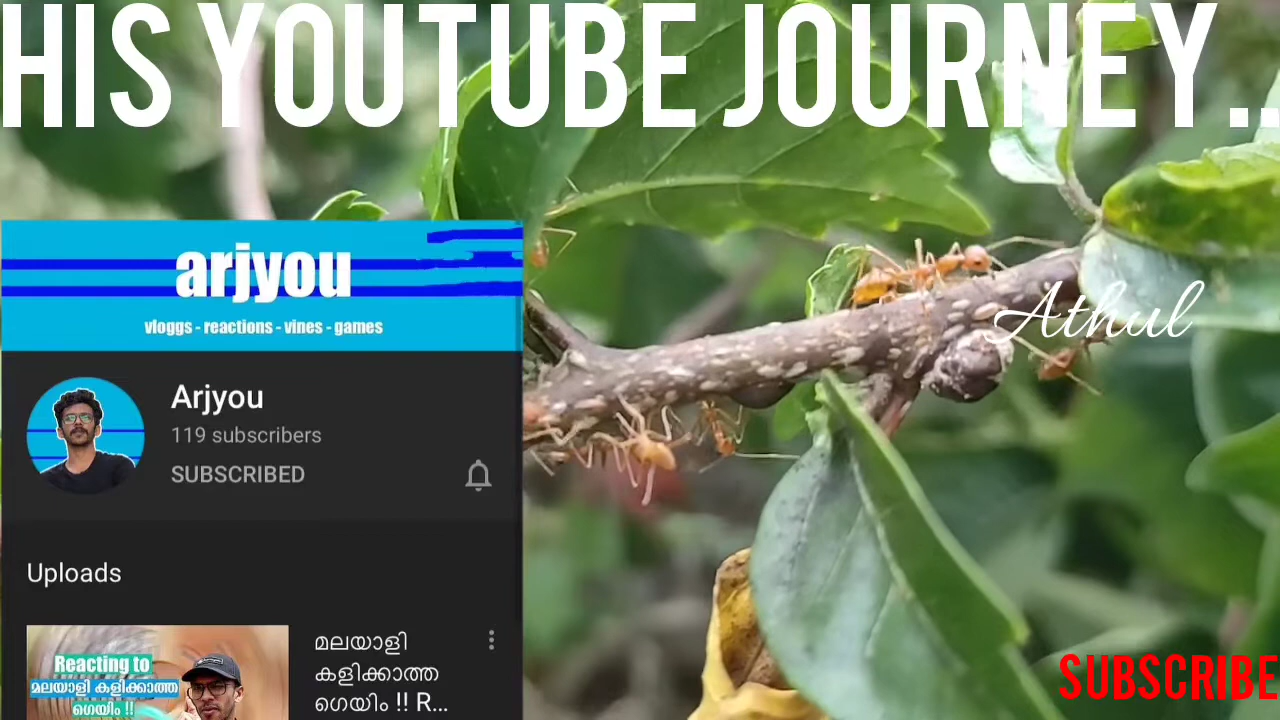 HIS YOUTUBE JOURNEY..
arjyou
vloggs - reactions - vines - games
Arjyou
119 subscribers
SUBSCRIBED
Athul
Uploads
Reacting to
മലയാളി കളിക്കാത്ത
ഗെയിം !!
മലയാളി
കളിക്കാത്ത
ഗെയിം !! R...
SUBSCRIBE